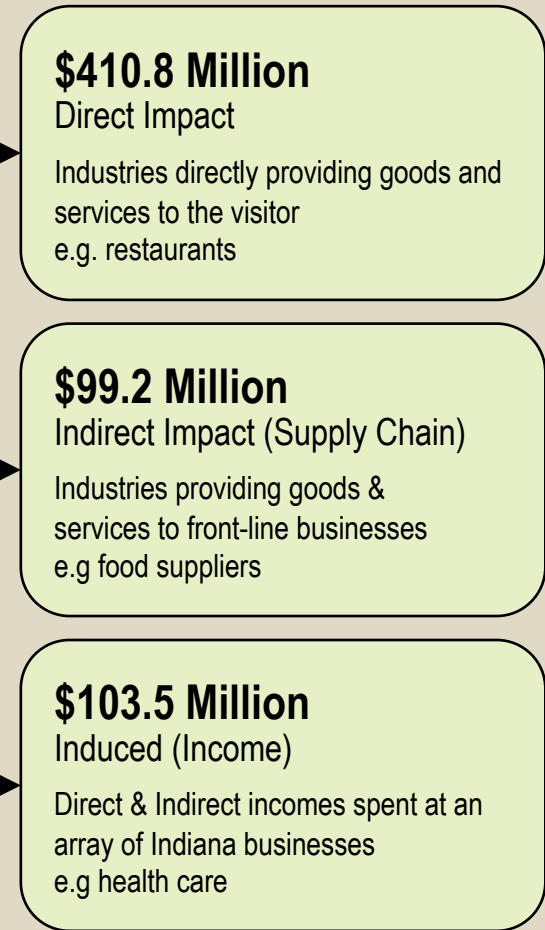 $410.8 Million
Direct Impact
Industries directly providing goods and
services to the visitor
e.g. restaurants
$99.2 Million
Indirect Impact (Supply Chain)
Industries providing goods &
services to front-line businesses
e.g food suppliers
$103.5 Million
Induced (Income)
Direct & Indirect incomes spent at an
array of Indiana businesses
e.g health care